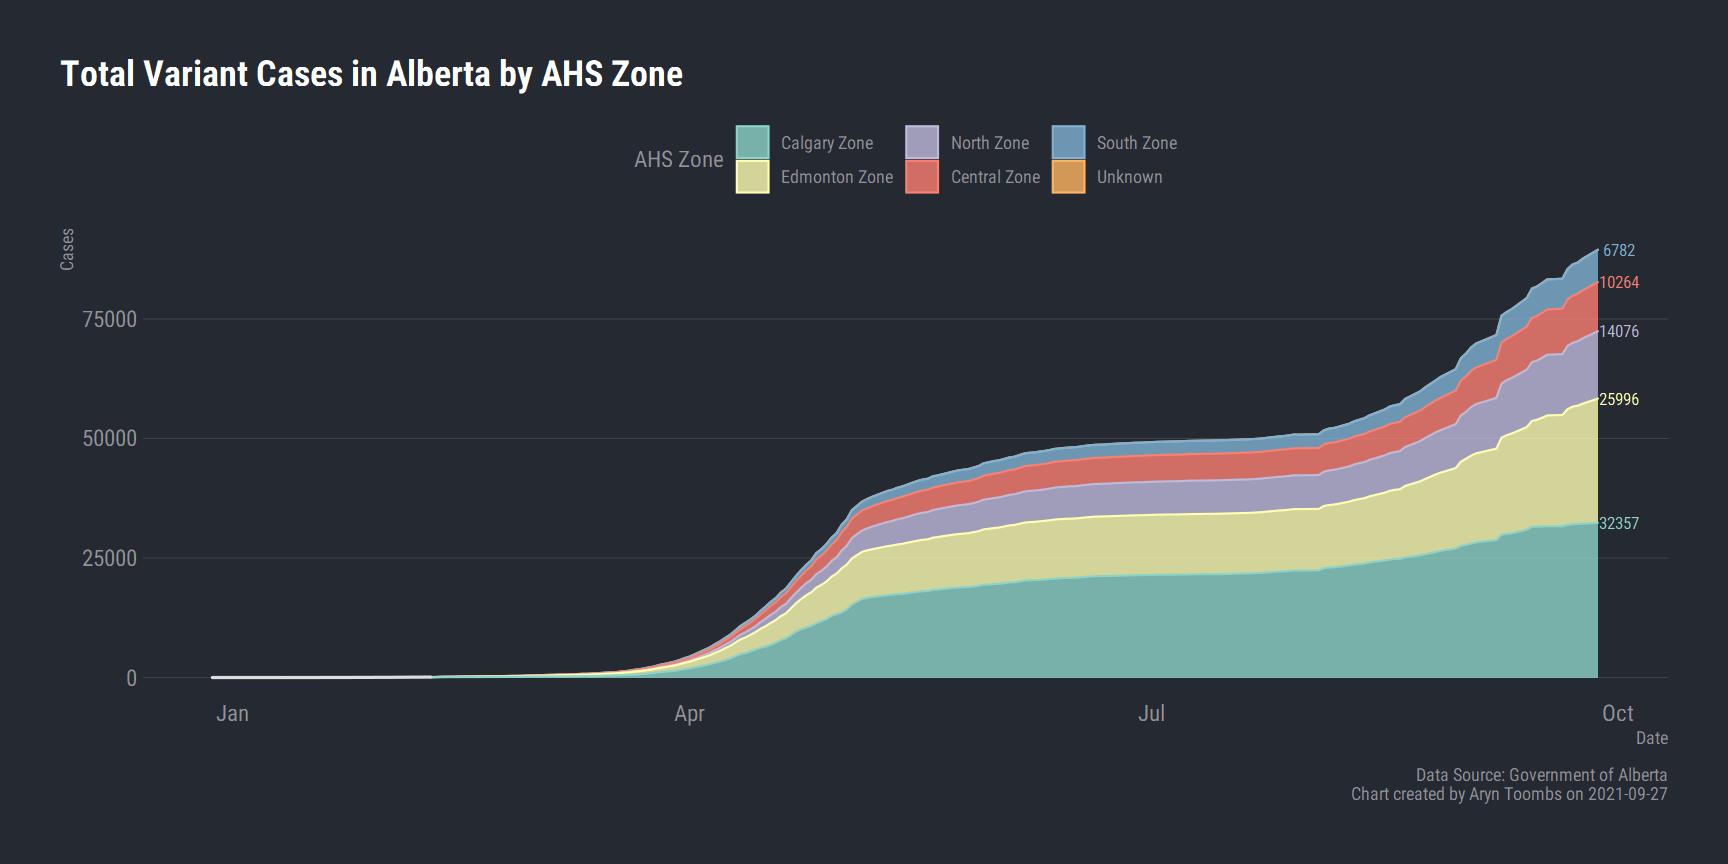 Total Variant Cases in Alberta by AHS Zone
AHS Zone
Calgary Zone
North Zone
South Zone
Edmonton Zone
Central Zone
Unknown
Cases
75000
50000
25000
0
6782
10264
14076
25996
32357
Jan
Apr
Jul
Oct
Date
Data Source: Government of Alberta
Chart created by Aryn Toombs on 2021-09-27